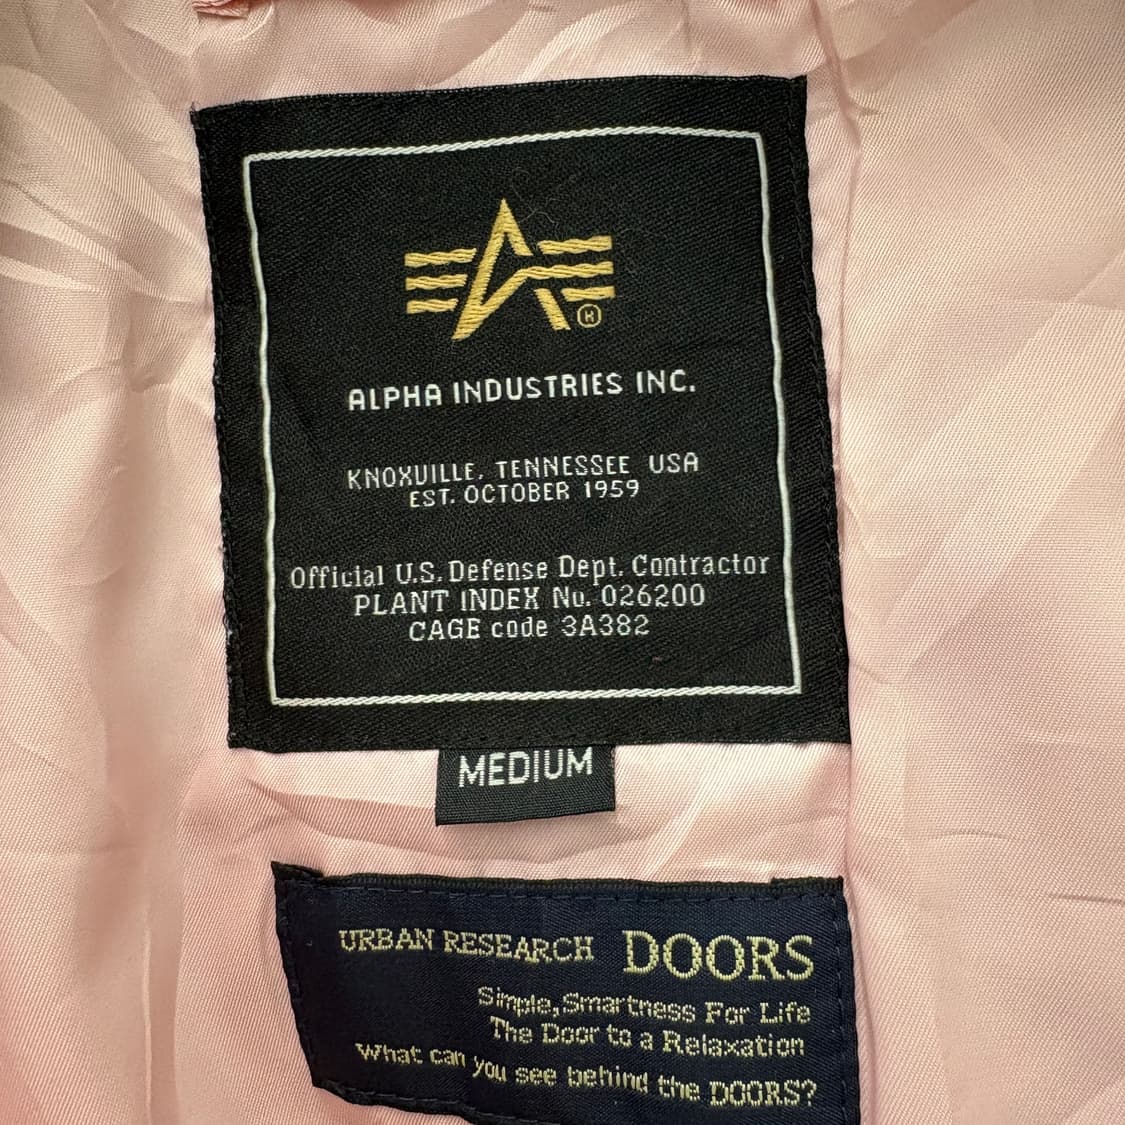 ALPHA INDUSTRIES INC.
KNOXVILLE, TENNESSEE USA
EST. OCTOBER 1959
Official U.S. Defense Dept. Contractor
PLANT INDEX No. 026200
CAGE code 3A382
MEDIUM
URBAN RESEARCH DOORS
Simple, Smartness For Life
The Door to a Relaxation
What can you see behind the DOORS?